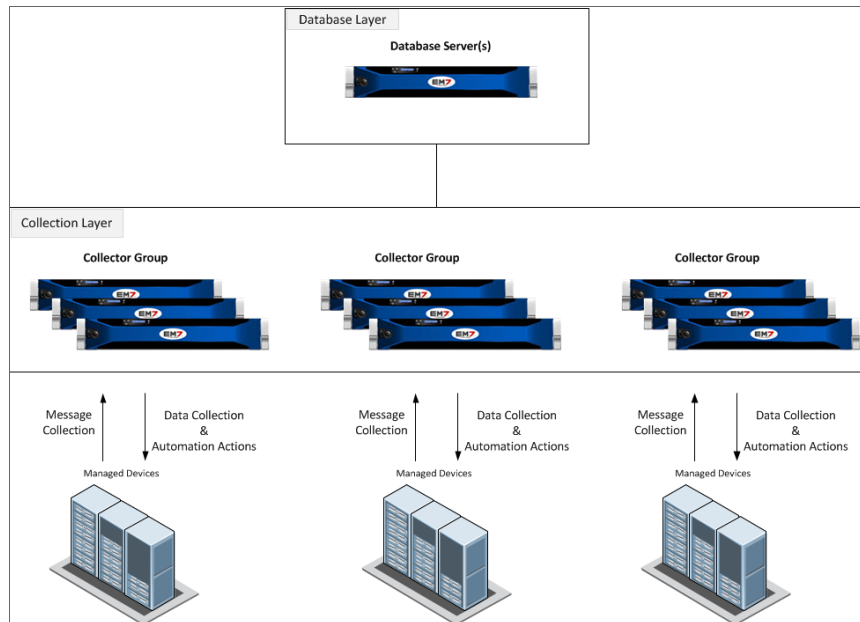 Database Layer
Database Server(s)
EM7
Collection Layer
Collector Group
Collector Group
Collector Group
EM7
EM7
EM7
EM7
EM7
EM7
EM7
EM7
EM7
Message
Collection
Data Collection
&
Automation Actions
Message
Collection
Data Collection
&
Automation Actions
Message
Collection
Data Collection
&
Automation Actions
Managed Devices
Managed Devices
Managed Devices